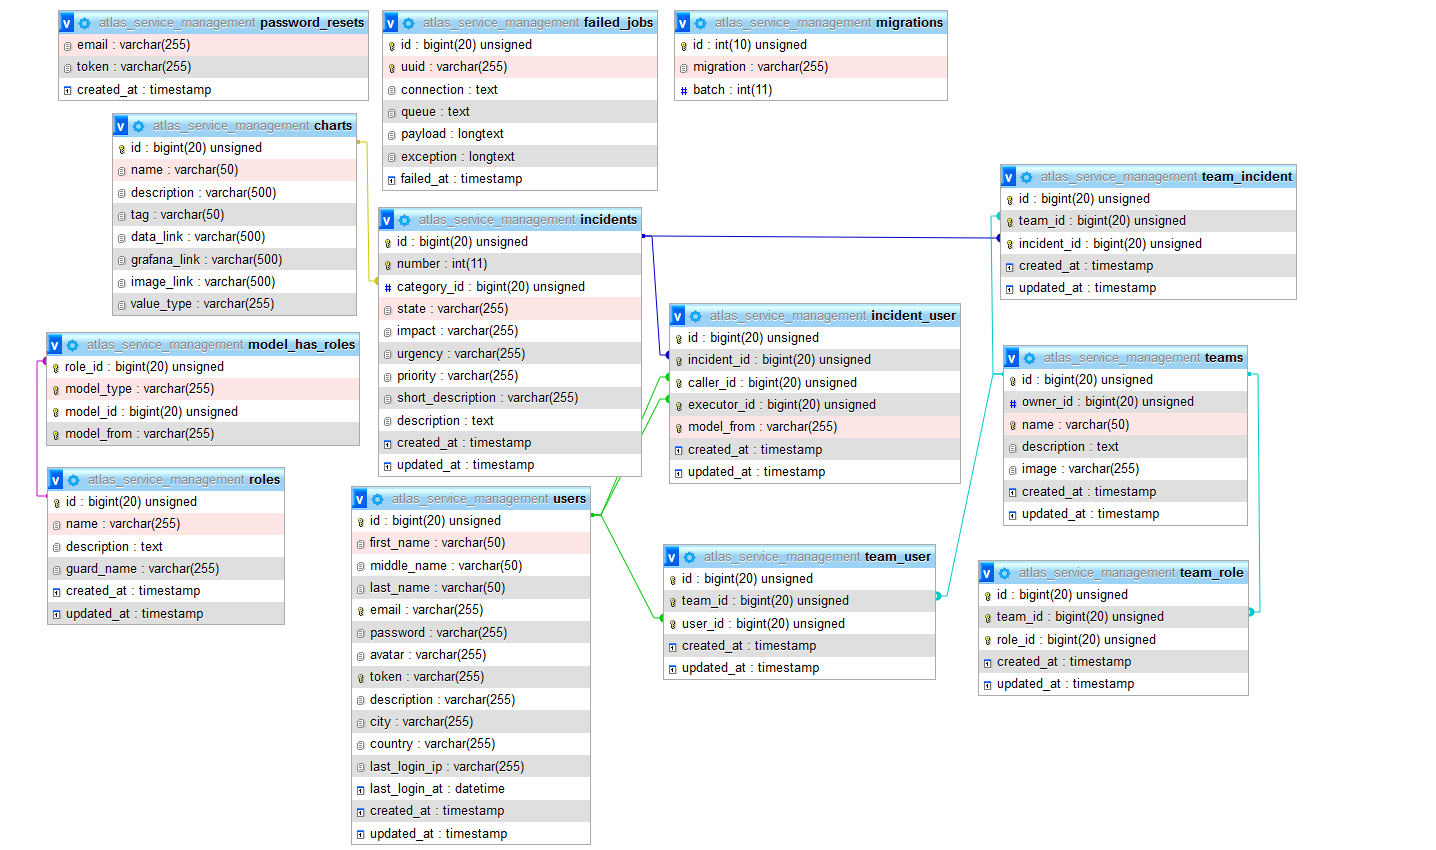 atlas_service_management password_resets
email : varchar(255)
token : varchar(255)
created_at : timestamp
atlas_service_management failed_jobs
id : bigint(20) unsigned
uuid : varchar(255)
connection : text
queue : text
payload : longtext
exception : longtext
failed_at : timestamp
atlas_service_management migrations
id : int(10) unsigned
migration : varchar(255)
batch : int(11)
atlas_service_management charts
id : bigint(20) unsigned
name : varchar(50)
description : varchar(500)
tag : varchar(50)
data_link : varchar(500)
grafana_link : varchar(500)
image_link : varchar(500)
value_type : varchar(255)
atlas_service_management incidents
id : bigint(20) unsigned
number : int(11)
category_id : bigint(20) unsigned
state : varchar(255)
impact : varchar(255)
urgency : varchar(255)
priority : varchar(255)
short_description : varchar(255)
description : text
created_at : timestamp
updated_at : timestamp
atlas_service_management team_incident
id : bigint(20) unsigned
team_id : bigint(20) unsigned
incident_id : bigint(20) unsigned
created_at : timestamp
updated_at : timestamp
atlas_service_management incident_user
id : bigint(20) unsigned
incident_id : bigint(20) unsigned
caller_id : bigint(20) unsigned
executor_id : bigint(20) unsigned
model_from : varchar(255)
created_at : timestamp
updated_at : timestamp
atlas_service_management model_has_roles
role_id : bigint(20) unsigned
model_type : varchar(255)
model_id : bigint(20) unsigned
model_from : varchar(255)
atlas_service_management teams
id : bigint(20) unsigned
owner_id : bigint(20) unsigned
name : varchar(50)
description : text
image : varchar(255)
created_at : timestamp
updated_at : timestamp
atlas_service_management roles
id : bigint(20) unsigned
name : varchar(255)
description : text
guard_name : varchar(255)
created_at : timestamp
updated_at : timestamp
atlas_service_management users
id : bigint(20) unsigned
first_name : varchar(50)
middle_name : varchar(50)
last_name : varchar(50)
email : varchar(255)
password : varchar(255)
avatar : varchar(255)
token : varchar(255)
description : varchar(255)
city : varchar(255)
country : varchar(255)
last_login_ip : varchar(255)
last_login_at : datetime
created_at : timestamp
updated_at : timestamp
atlas_service_management team_user
id : bigint(20) unsigned
team_id : bigint(20) unsigned
user_id : bigint(20) unsigned
created_at : timestamp
updated_at : timestamp
atlas_service_management team_role
id : bigint(20) unsigned
team_id : bigint(20) unsigned
role_id : bigint(20) unsigned
created_at : timestamp
updated_at : timestamp